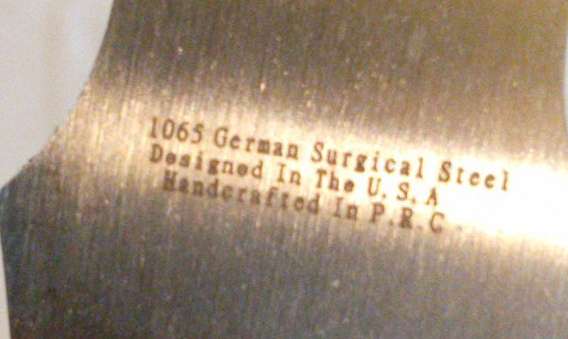 1065 German Surgical Steel
Designed In The U.S.A
Handcrafted In P.R.C.